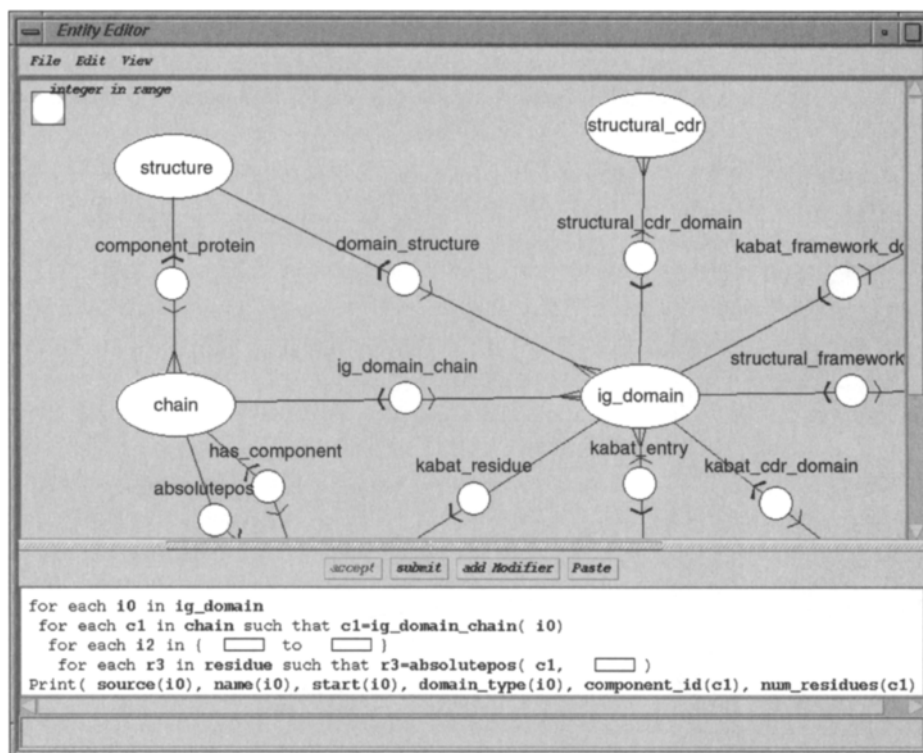 Entity Editor
File Edit View
integer in range
structural_cdr
structure
structural_cdr_domain
component_protein
domain_structure
kabat_framework_do
ig_domain_chain
structural_framework
chain
ig_domain
has_component
kabat_residue
kabat_entry
kabat_cdr_domain
absolutepos
accept submit add Modifier Paste
for each i0 in ig_domain
for each c1 in chain such that c1=ig_domain_chain( i0)
for each i2 in { to }
for each r3 in residue such that r3=absolutepos( c1, )
Print( source(i0), name(i0), start(i0), domain_type(i0), component_id(c1), num_residues(c1)